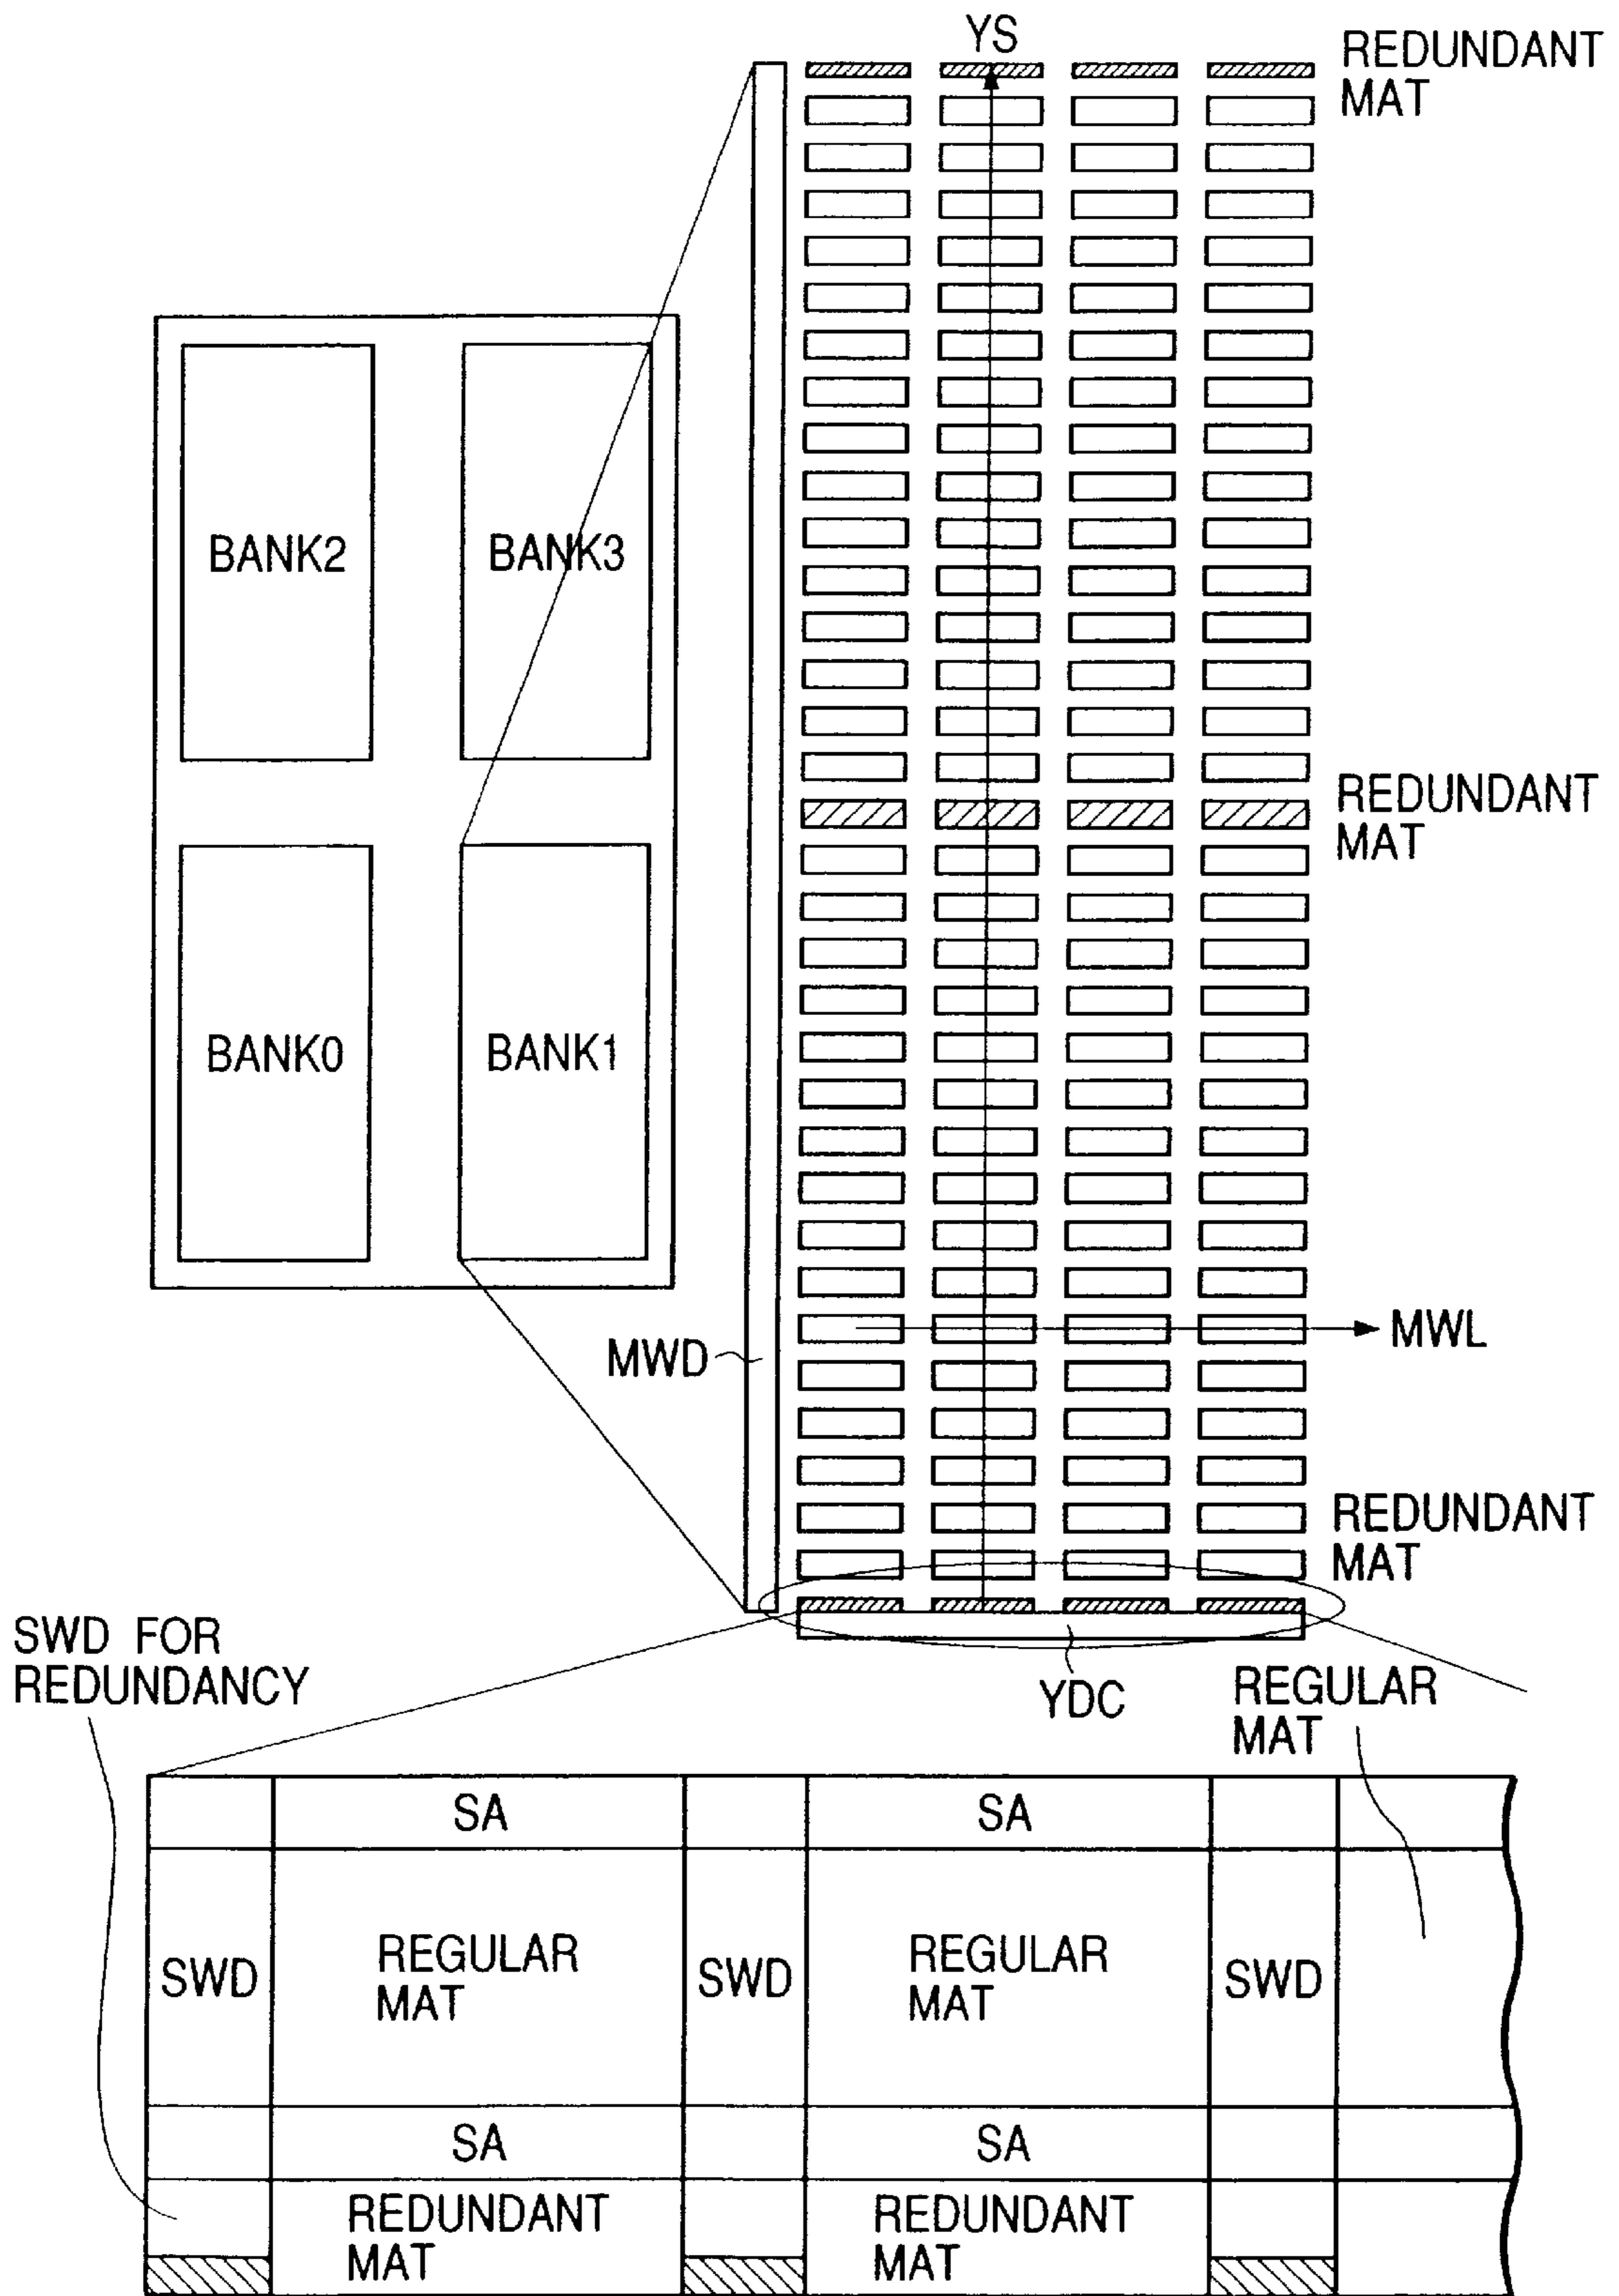 YS
REDUNDANT
MAT
BANK2
BANK3
REDUNDANT
MAT
BANK0
BANK1
MWD
MWL
REDUNDANT
MAT
SWD FOR
REDUNDANCY
YDC
REGULAR
MAT
SA
SA
SWD
REGULAR
MAT
SWD
REGULAR
MAT
SWD
SA
SA
REDUNDANT
MAT
REDUNDANT
MAT